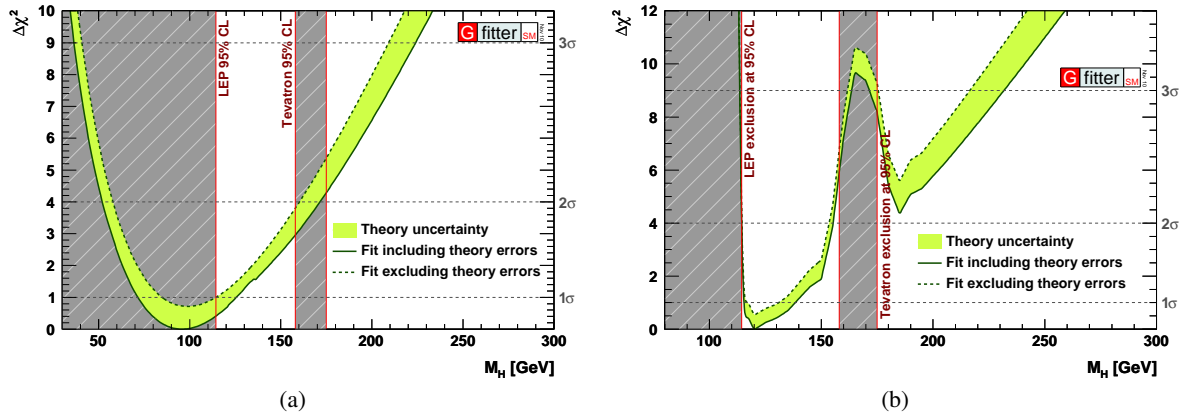 Δχ²
10
9
8
7
6
5
4
3
2
1
0
LEP 95% CL
Tevatron 95% CL
G fitter SM
Nov 10
3σ
2σ
1σ
Theory uncertainty
Fit including theory errors
Fit excluding theory errors
50 100 150 200 250 300
M_H [GeV]
(a)
Δχ²
12
10
8
6
4
2
0
LEP exclusion at 95% CL
Tevatron exclusion at 95% CL
G fitter SM
Nov 10
3σ
2σ
1σ
Theory uncertainty
Fit including theory errors
Fit excluding theory errors
100 150 200 250 300
M_H [GeV]
(b)